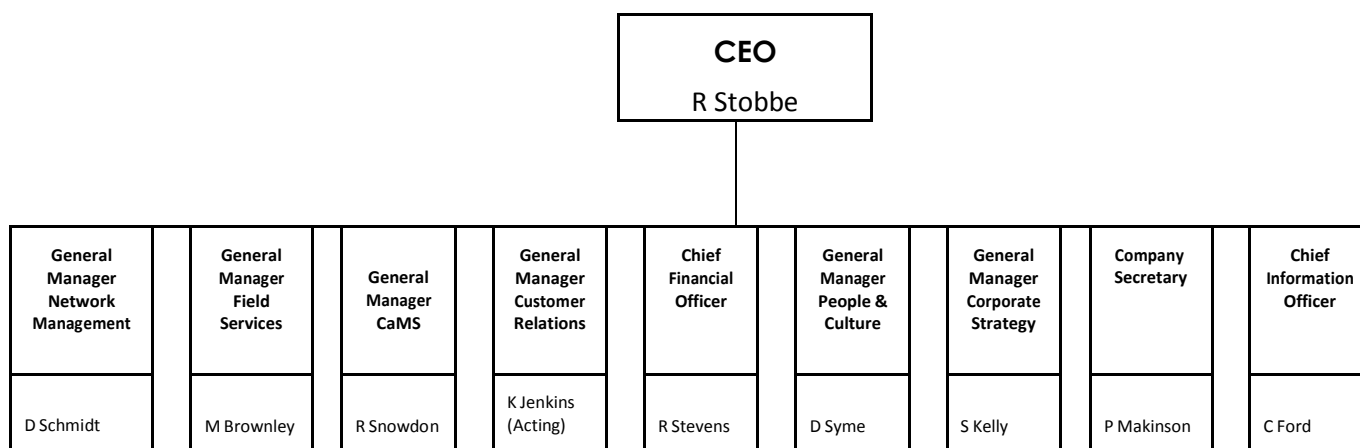 CEO
R Stobbe
General
Manager
Network
Management
D Schmidt
General
Manager
Field
Services
M Brownley
General
Manager
CaMS
R Snowdon
General
Manager
Customer
Relations
K Jenkins
(Acting)
Chief
Financial
Officer
R Stevens
General
Manager
People &
Culture
D Syme
General
Manager
Corporate
Strategy
S Kelly
Company
Secretary
P Makinson
Chief
Information
Officer
C Ford